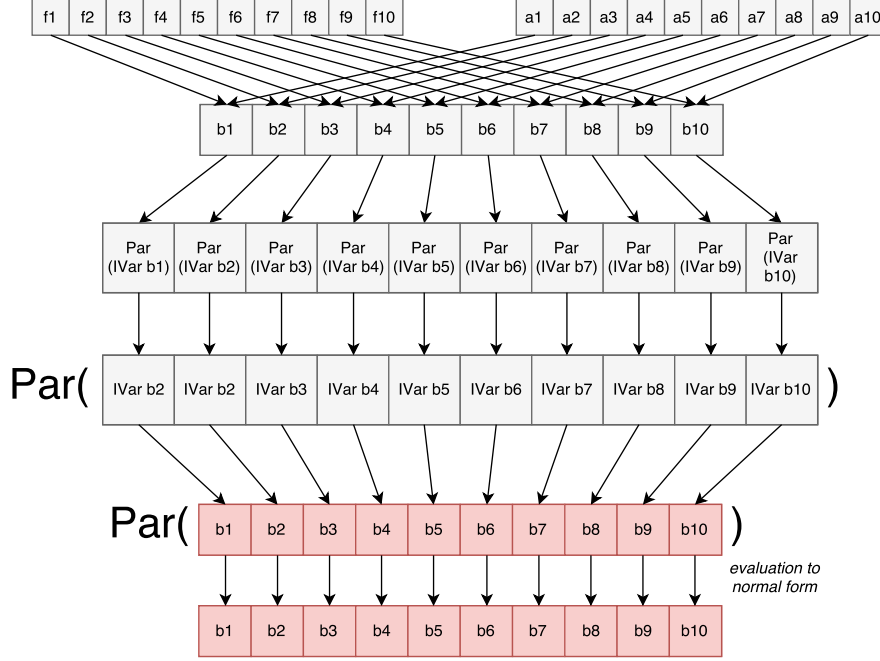 f1 f2 f3 f4 f5 f6 f7 f8 f9 f10 a1 a2 a3 a4 a5 a6 a7 a8 a9 a10
b1 b2 b3 b4 b5 b6 b7 b8 b9 b10
Par Par Par Par Par Par Par Par Par Par
(IVar b1) (IVar b2) (IVar b3) (IVar b4) (IVar b5) (IVar b6) (IVar b7) (IVar b8) (IVar b9) (IVar
b10)
Par( IVar b2 IVar b2 IVar b3 IVar b4 IVar b5 IVar b6 IVar b7 IVar b8 IVar b9 IVar b10 )
Par( b1 b2 b3 b4 b5 b6 b7 b8 b9 b10 )
evaluation to
normal form
b1 b2 b3 b4 b5 b6 b7 b8 b9 b10